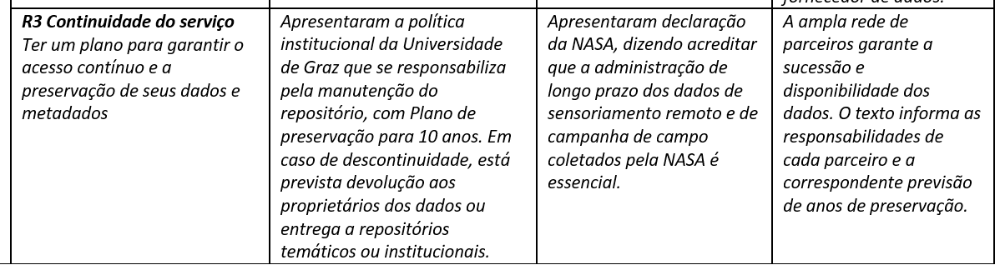 fornecedor de dados.
R3 Continuidade do serviço
Ter um plano para garantir o
acesso contínuo e a
preservação de seus dados e
metadados
Apresentaram a política
institucional da Universidade
de Graz que se responsabiliza
pela manutenção do
repositório, com Plano de
preservação para 10 anos. Em
caso de descontinuidade, está
prevista devolução aos
proprietários dos dados ou
entrega a repositórios
temáticos ou institucionais.
Apresentaram declaração
da NASA, dizendo acreditar
que a administração de
longo prazo dos dados de
sensoriamento remoto e de
campanha de campo
coletados pela NASA é
essencial.
A ampla rede de
parceiros garante a
sucessão e
disponibilidade dos
dados. O texto informa as
responsabilidades de
cada parceiro e a
correspondente previsão
de anos de preservação.